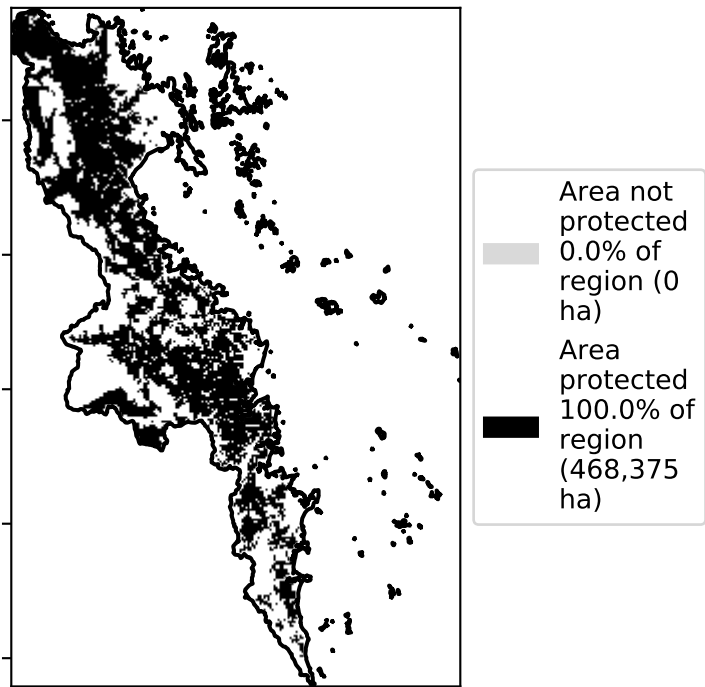 Area not
protected
0.0% of
region (0
ha)
Area
protected
100.0% of
region
(468,375
ha)